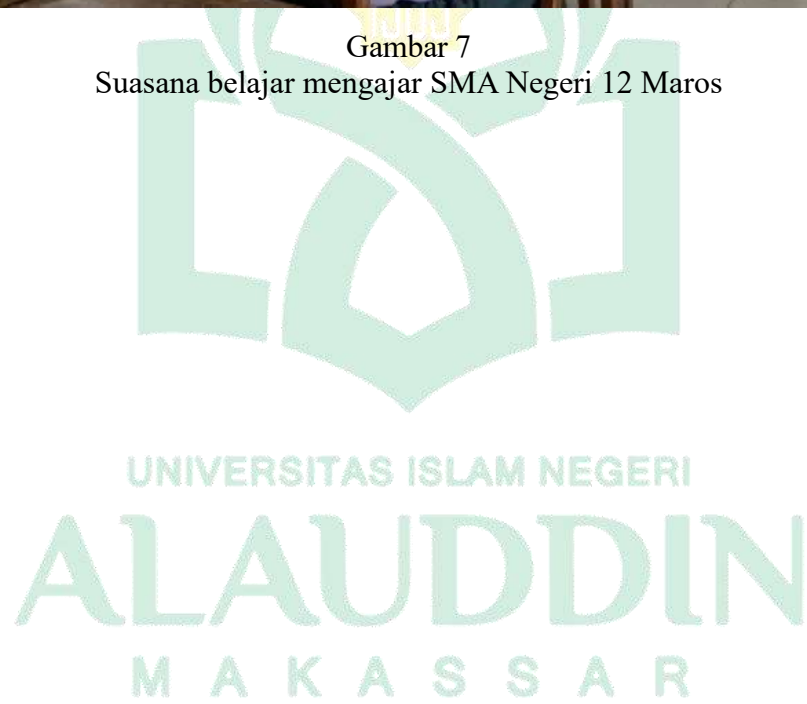 Gambar 7
Suasana belajar mengajar SMA Negeri 12 Maros
UNIVERSITAS ISLAM NEGERI
ALAUDDIN
MAKASSAR